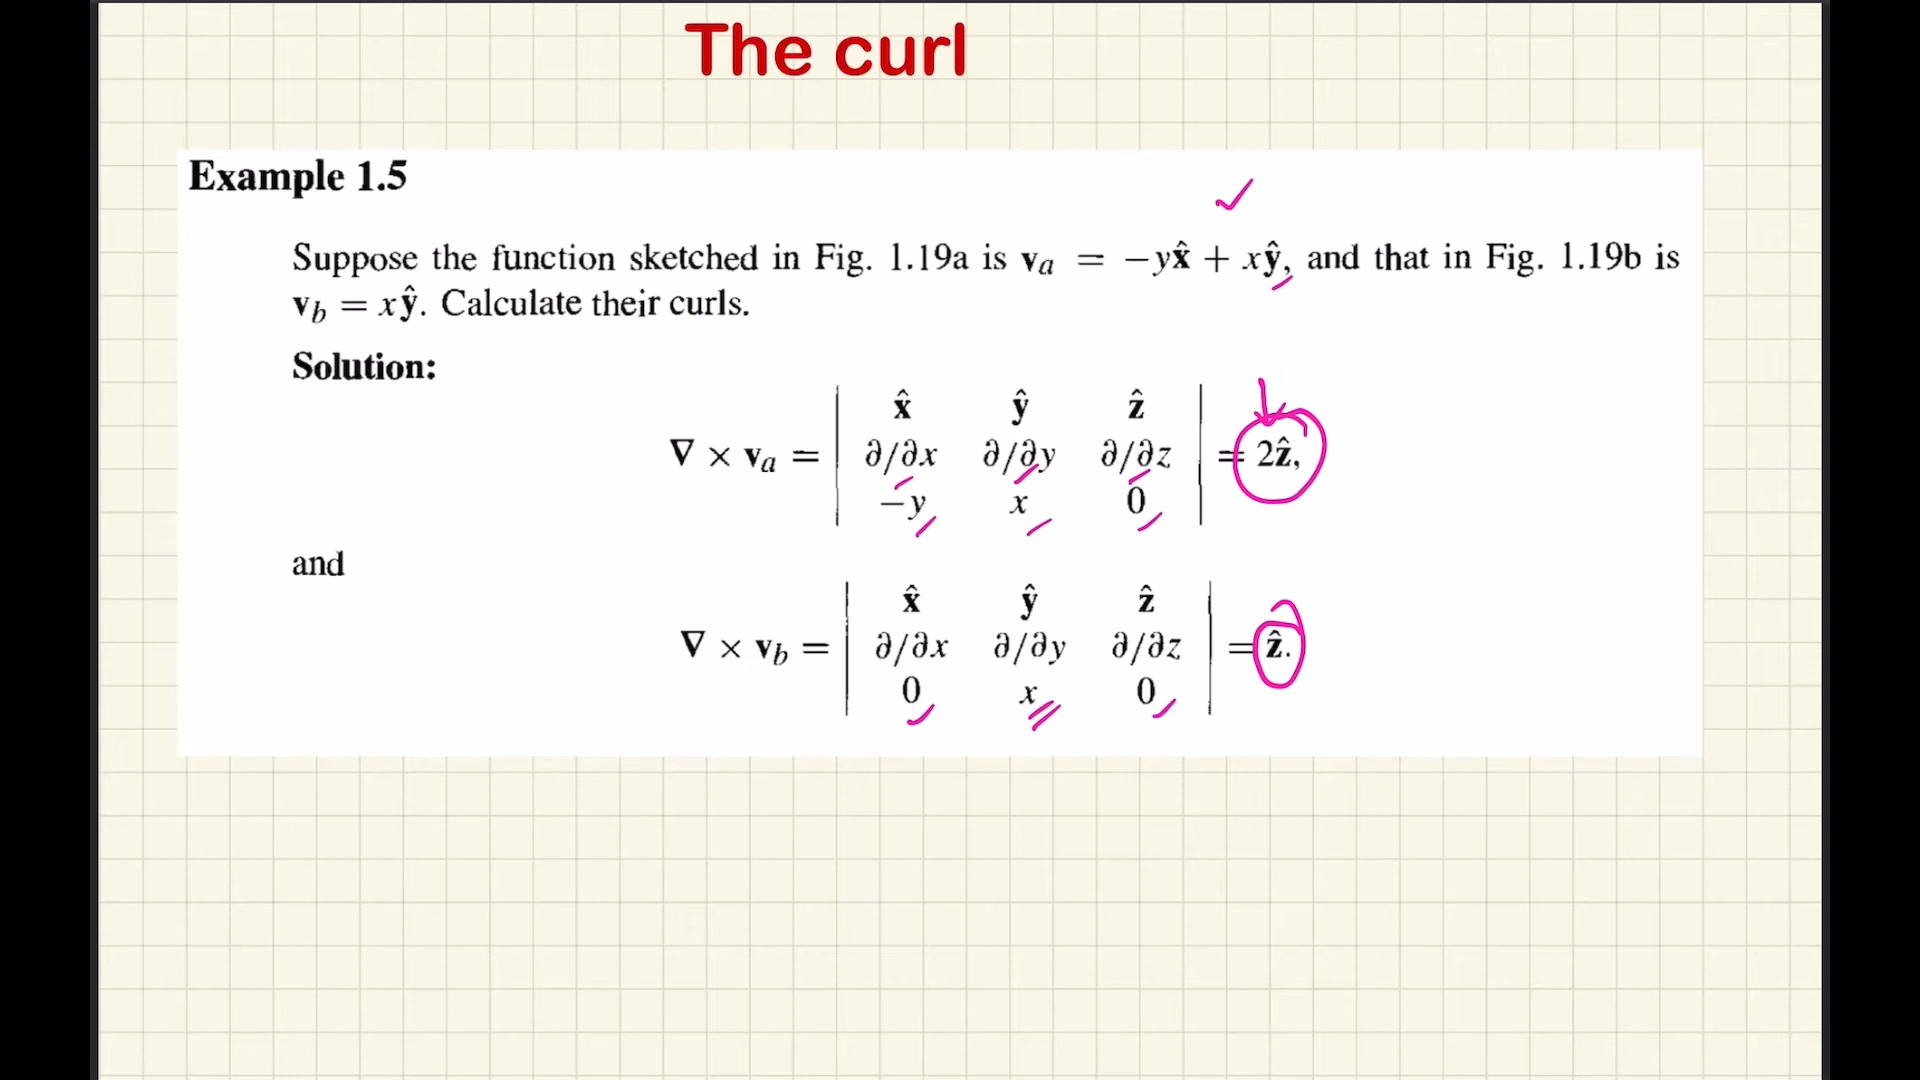 The curl
Example 1.5
Suppose the function sketched in Fig. 1.19a is v_a = −yx̂ + xŷ, and that in Fig. 1.19b is
v_b = xŷ. Calculate their curls.
Solution:
x̂ ŷ ẑ
∇ × v_a = ∂/∂x ∂/∂y ∂/∂z = 2ẑ,
−y x 0
and
x̂ ŷ ẑ
∇ × v_b = ∂/∂x ∂/∂y ∂/∂z = ẑ.
0 x 0